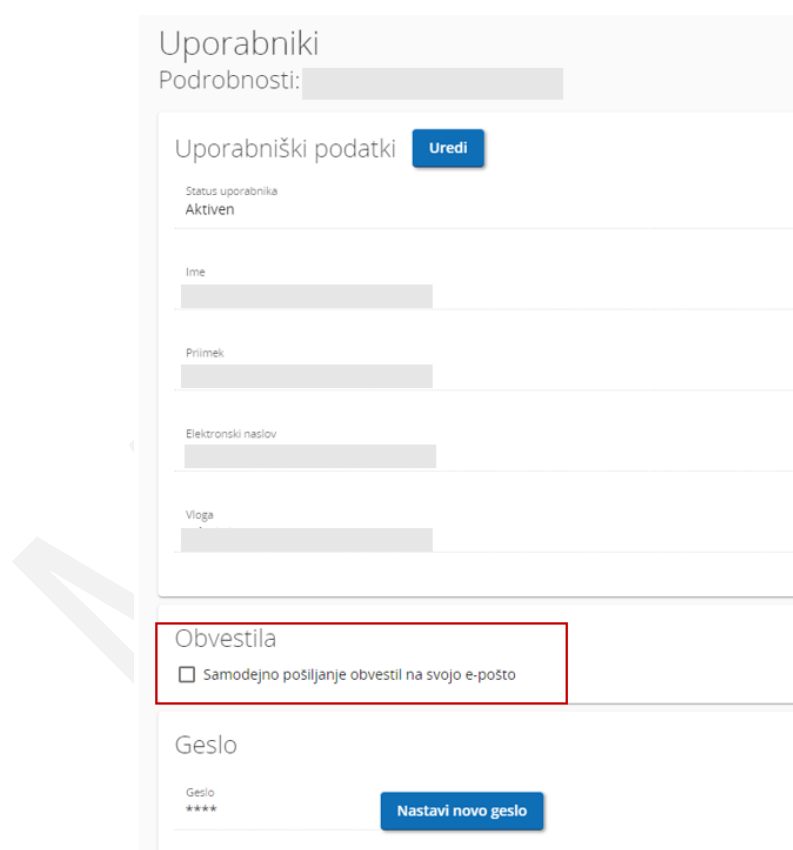 Uporabniki
Podrobnosti:
Uporabniški podatki Uredi
Status uporabnika
Aktiven
Ime
Priimek
Elektronski naslov
Vloga
Obvestila
Samodejno pošiljanje obvestil na svojo e-pošto
Geslo
Geslo
**** Nastavi novo geslo